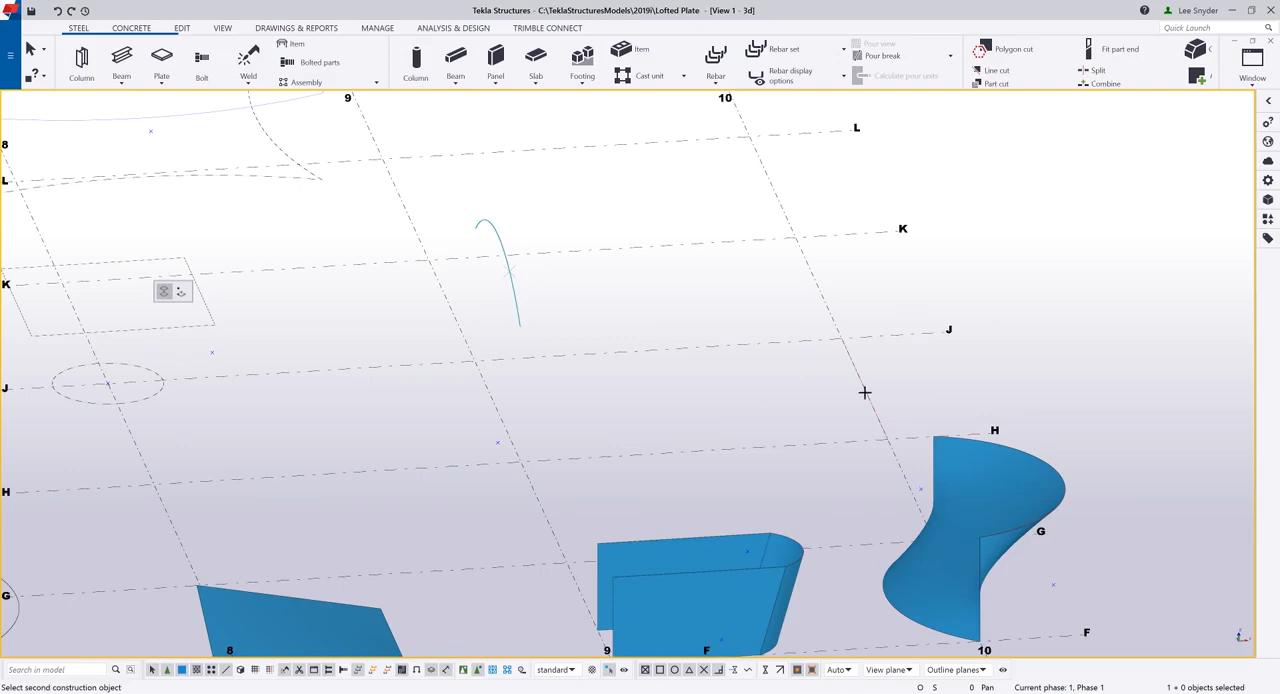 Tekla Structures - C:\TeklaStructuresModels\2019i\Lofted Plate - [View 1 - 3d]
Lee Snyder
STEEL CONCRETE EDIT VIEW DRAWINGS & REPORTS MANAGE ANALYSIS & DESIGN TRIMBLE CONNECT
Quick Launch
Column Beam Plate Bolt Weld
Item
Bolted parts
Assembly
Column Beam Panel Slab Footing
Item
Cast unit
Rebar
Rebar set
Rebar display options
Pour view
Pour break
Calculate pour units
Polygon cut
Line cut
Part cut
Fit part end
Split
Combine
Window
8
9
10
L
L
K
K
J
J
H
H
G
G
F
8
9
F
10
Search in model
standard
Auto
View plane
Outline planes
Select second construction object
O S 0 Pan
Current phase: 1, Phase 1
1 + 0 objects selected